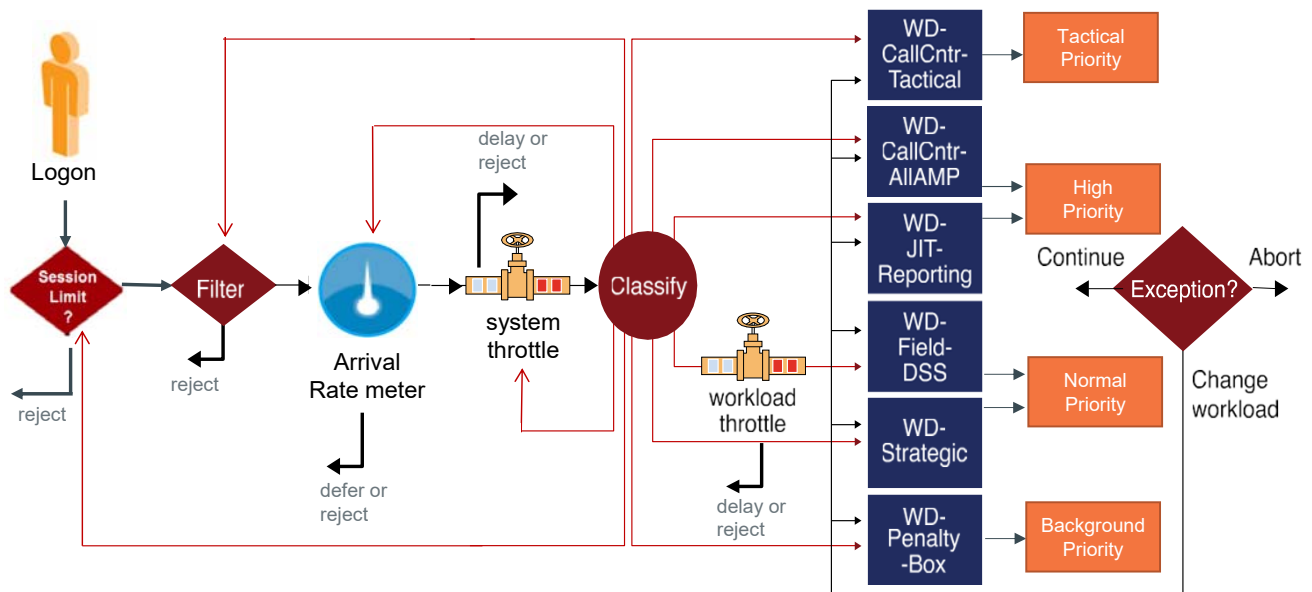 Logon
Session
Limit
?
reject
Filter
reject
Arrival
Rate meter
defer or
reject
delay or
reject
system
throttle
Classify
workload
throttle
delay or
reject
WD-
CallCntr-
Tactical
WD-
CallCntr-
AllAMP
WD-
JIT-
Reporting
WD-
Field-
DSS
WD-
Strategic
WD-
Penalty
-Box
Tactical
Priority
High
Priority
Normal
Priority
Background
Priority
Continue
Exception?
Abort
Change
workload